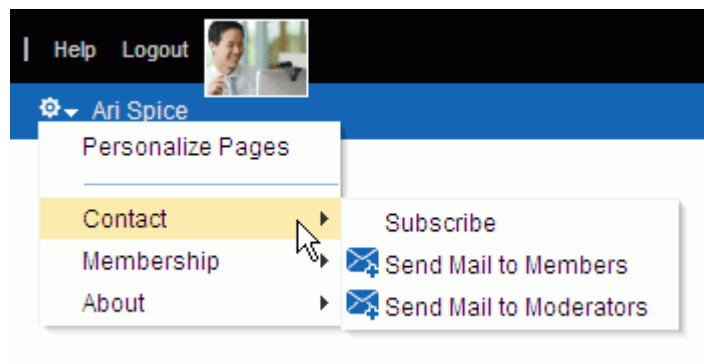 | Help Logout
Ari Spice
Personalize Pages
Contact
Subscribe
Membership
Send Mail to Members
About
Send Mail to Moderators